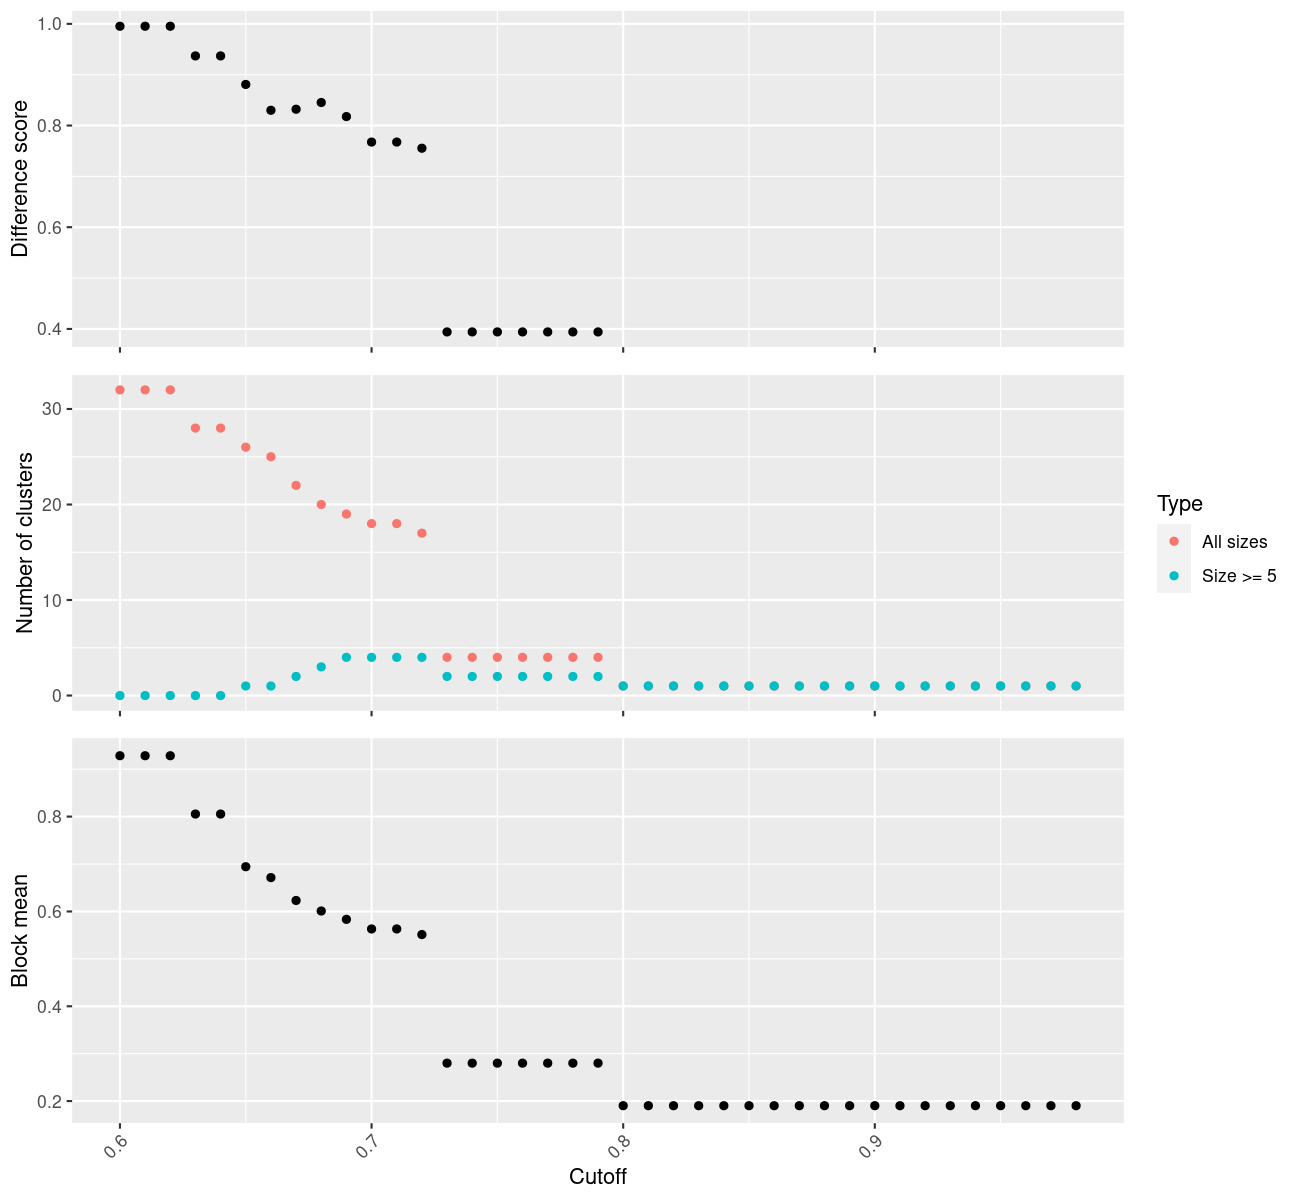 1.0
0.8
0.6
0.4
Difference score
30
20
10
0
Number of clusters
Type
All sizes
Size >= 5
0.8
0.6
0.4
0.2
Block mean
0.6 0.7 0.8 0.9
Cutoff